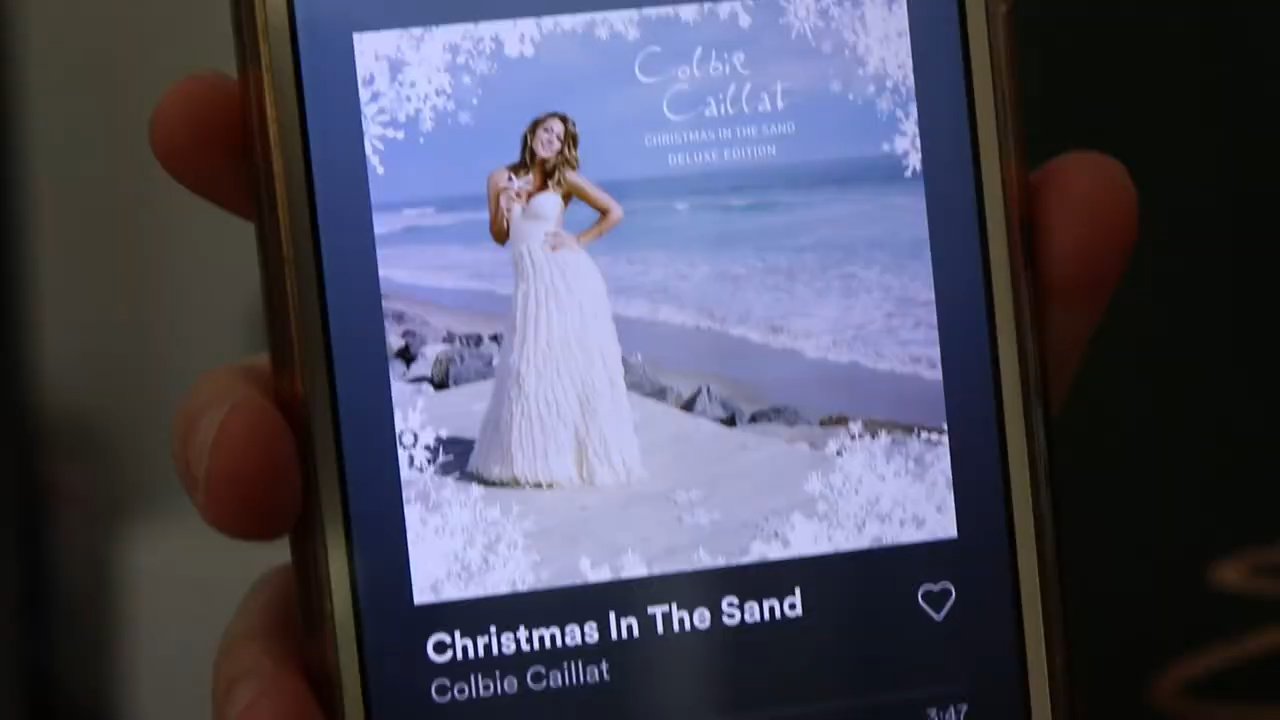 Colbie
Caillat
CHRISTMAS IN THE SAND
DELUXE EDITION
Christmas In The Sand
Colbie Caillat
3:47